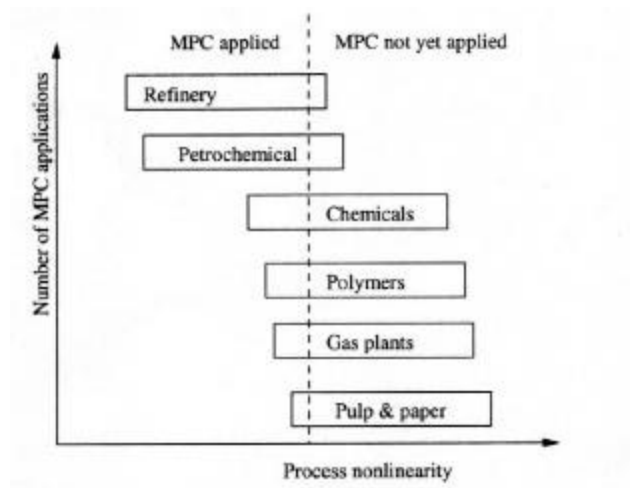 MPC applied
MPC not yet applied
Number of MPC applications
Refinery
Petrochemical
Chemicals
Polymers
Gas plants
Pulp & paper
Process nonlinearity